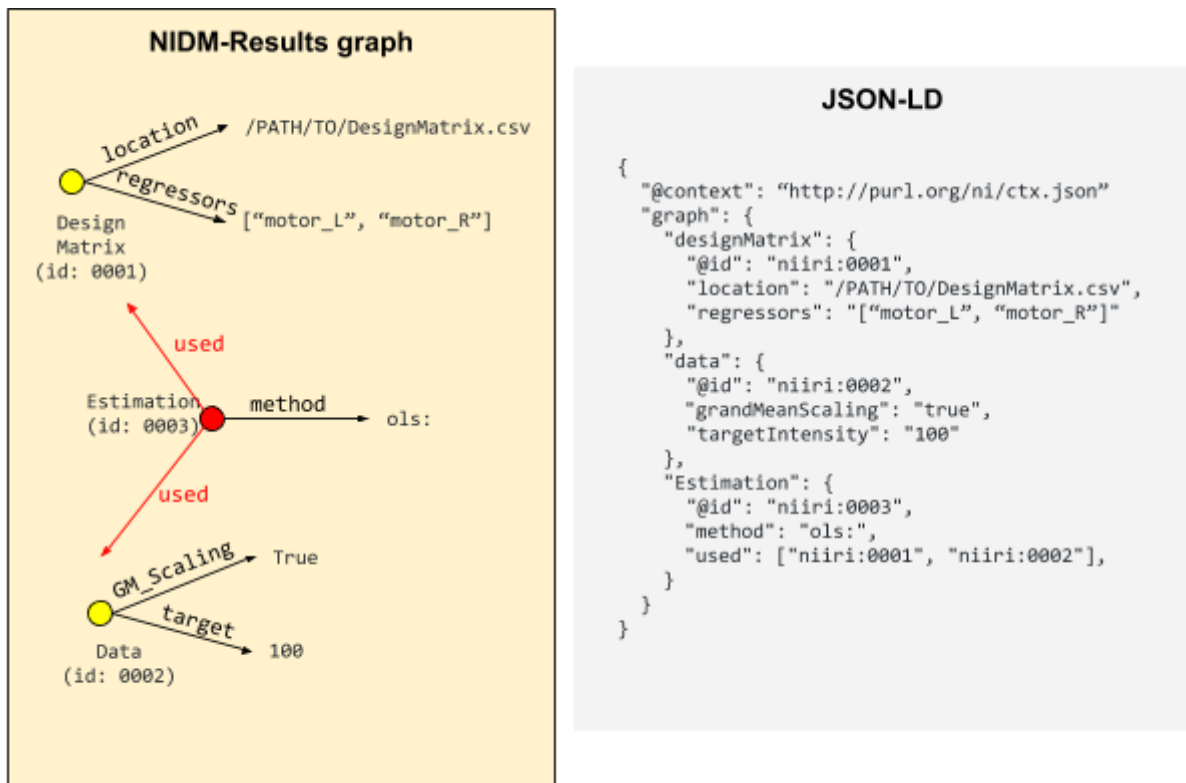 NIDM-Results graph
location
/PATH/TO/DesignMatrix.csv
regressors
[“motor_L”, “motor_R”]
Design
Matrix
(id: 0001)
used
Estimation
(id: 0003)
method
ols:
used
GM_Scaling
True
target
100
Data
(id: 0002)
JSON-LD
{
"@context": “http://purl.org/ni/ctx.json”
"graph": {
"designMatrix": {
"@id": "niiri:0001",
"location": "/PATH/TO/DesignMatrix.csv",
"regressors": "[“motor_L”, “motor_R”]"
},
"data": {
"@id": "niiri:0002",
"grandMeanScaling": "true",
"targetIntensity": "100"
},
"Estimation": {
"@id": "niiri:0003",
"method": "ols:",
"used": ["niiri:0001", "niiri:0002"],
}
}
}